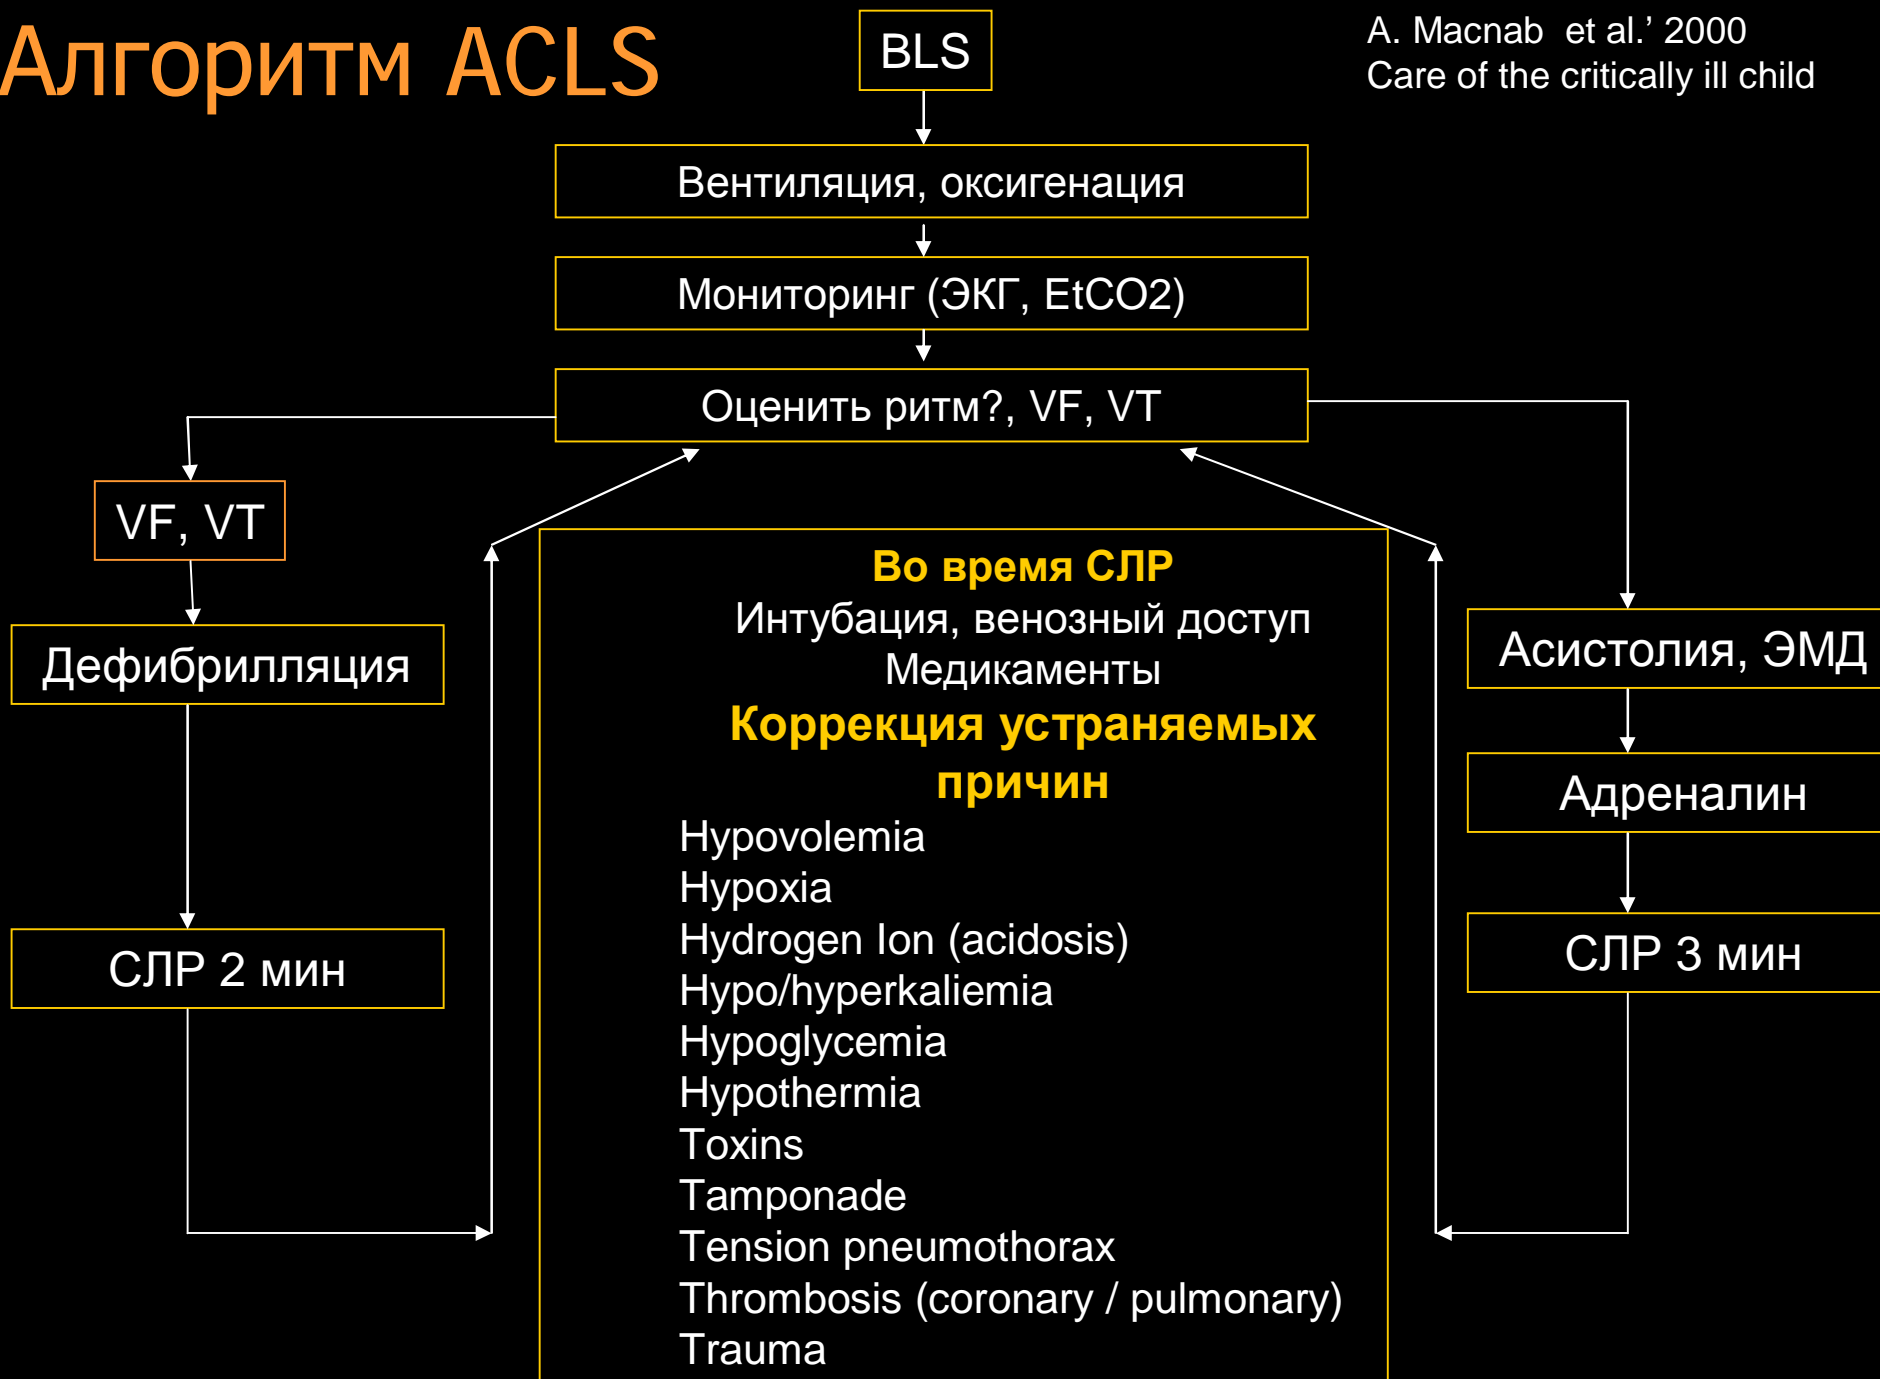 Алгоритм ACLS
BLS
A. Macnab et al.’ 2000
Care of the critically ill child
Вентиляция, оксигенация
Мониторинг (ЭКГ, EtCO2)
Оценить ритм?, VF, VT
VF, VT
Дефибрилляция
СЛР 2 мин
Во время СЛР
Интубация, венозный доступ
Медикаменты
Коррекция устраняемых
причин
Hypovolemia
Hypoxia
Hydrogen Ion (acidosis)
Hypo/hyperkaliemia
Hypoglycemia
Hypothermia
Toxins
Tamponade
Tension pneumothorax
Thrombosis (coronary / pulmonary)
Trauma
Асистолия, ЭМД
Адреналин
СЛР 3 мин